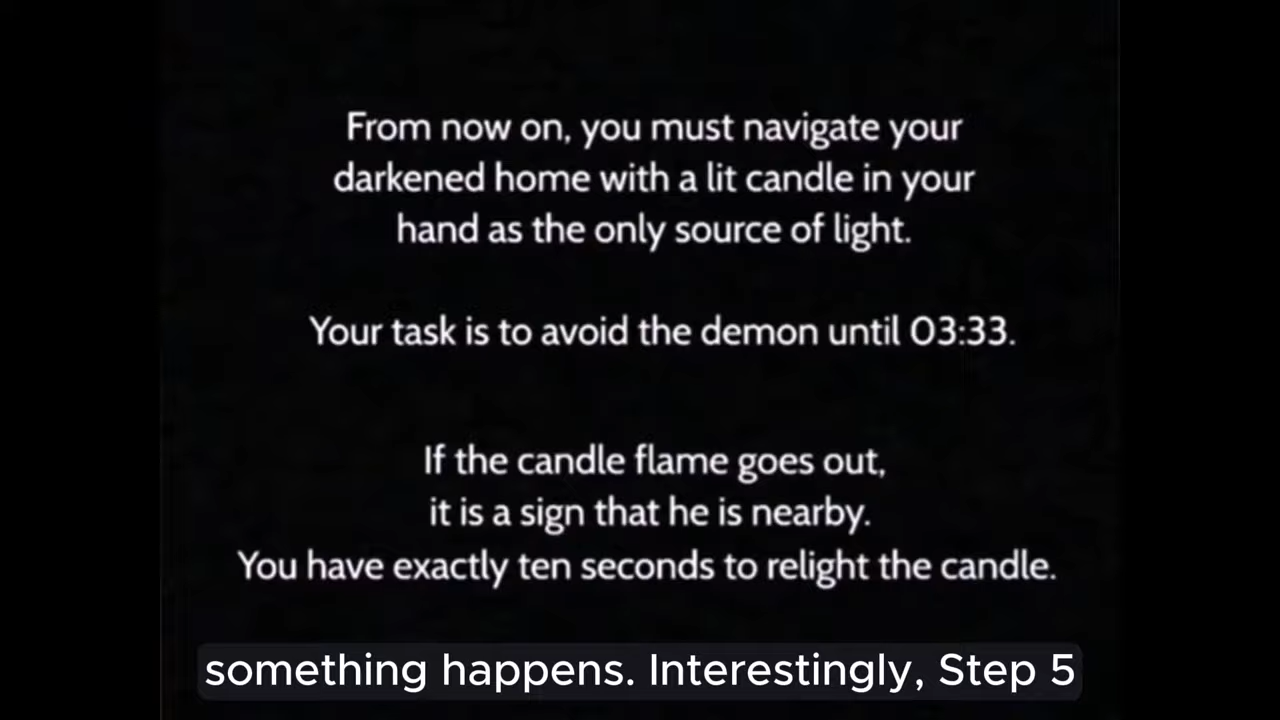 From now on, you must navigate your
darkened home with a lit candle in your
hand as the only source of light.
Your task is to avoid the demon until 03:33.
If the candle flame goes out,
it is a sign that he is nearby.
You have exactly ten seconds to relight the candle.
something happens. Interestingly, Step 5